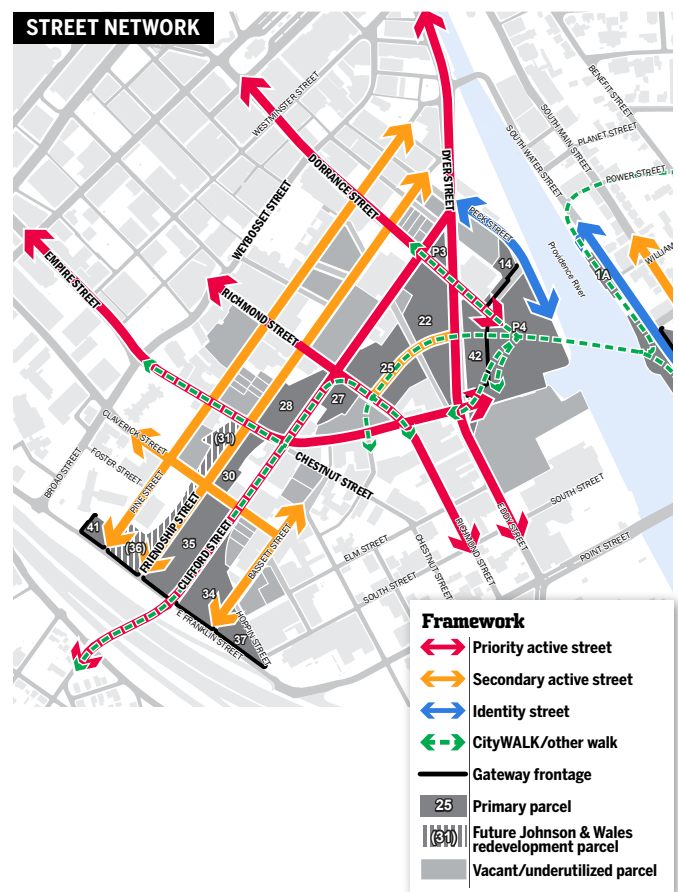 STREET NETWORK
WESTMINSTER STREET
DORRANCE STREET
DYER STREET
BENEFIT STREET
SOUTH MAIN STREET
PLANET STREET
SOUTH WATER STREET
POWER STREET
WEYBOSSET STREET
PECK STREET
P3
14
Providence River
1A
WILLIAM
EMPIRE STREET
RICHMOND STREET
22
P4
42
25
28
27
CLAVERICK STREET
(31)
FOSTER STREET
CHESTNUT STREET
BROAD STREET
PINE STREET
30
FRIENDSHIP STREET
CLIFFORD STREET
41
(36)
35
BASSETT STREET
ELM STREET
SOUTH STREET
CHESTNUT STREET
RICHMOND STREET
EDDY STREET
SOUTH STREET
POINT STREET
34
HOPPIN STREET
E FRANKLIN STREET
37
Framework
Priority active street
Secondary active street
Identity street
CityWALK/other walk
Gateway frontage
25 Primary parcel
(31) Future Johnson & Wales
redevelopment parcel
Vacant/underutilized parcel